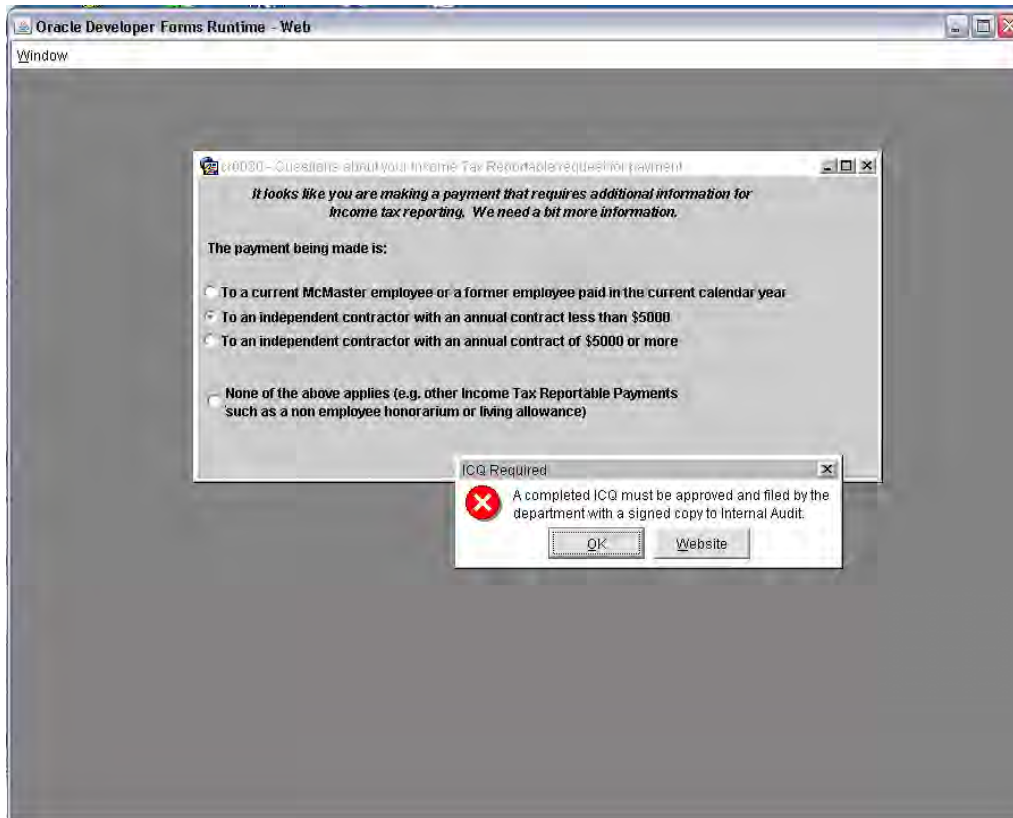 Oracle Developer Forms Runtime - Web
Window
cr0080 - Questions about your Income Tax Reportable request for payment
It looks like you are making a payment that requires additional information for
Income tax reporting. We need a bit more information.
The payment being made is:
To a current McMaster employee or a former employee paid in the current calendar year
To an independent contractor with an annual contract less than $5000
To an independent contractor with an annual contract of $5000 or more
None of the above applies (e.g. other Income Tax Reportable Payments
such as a non employee honorarium or living allowance)
ICQ Required
A completed ICQ must be approved and filed by the
department with a signed copy to Internal Audit.
OK Website